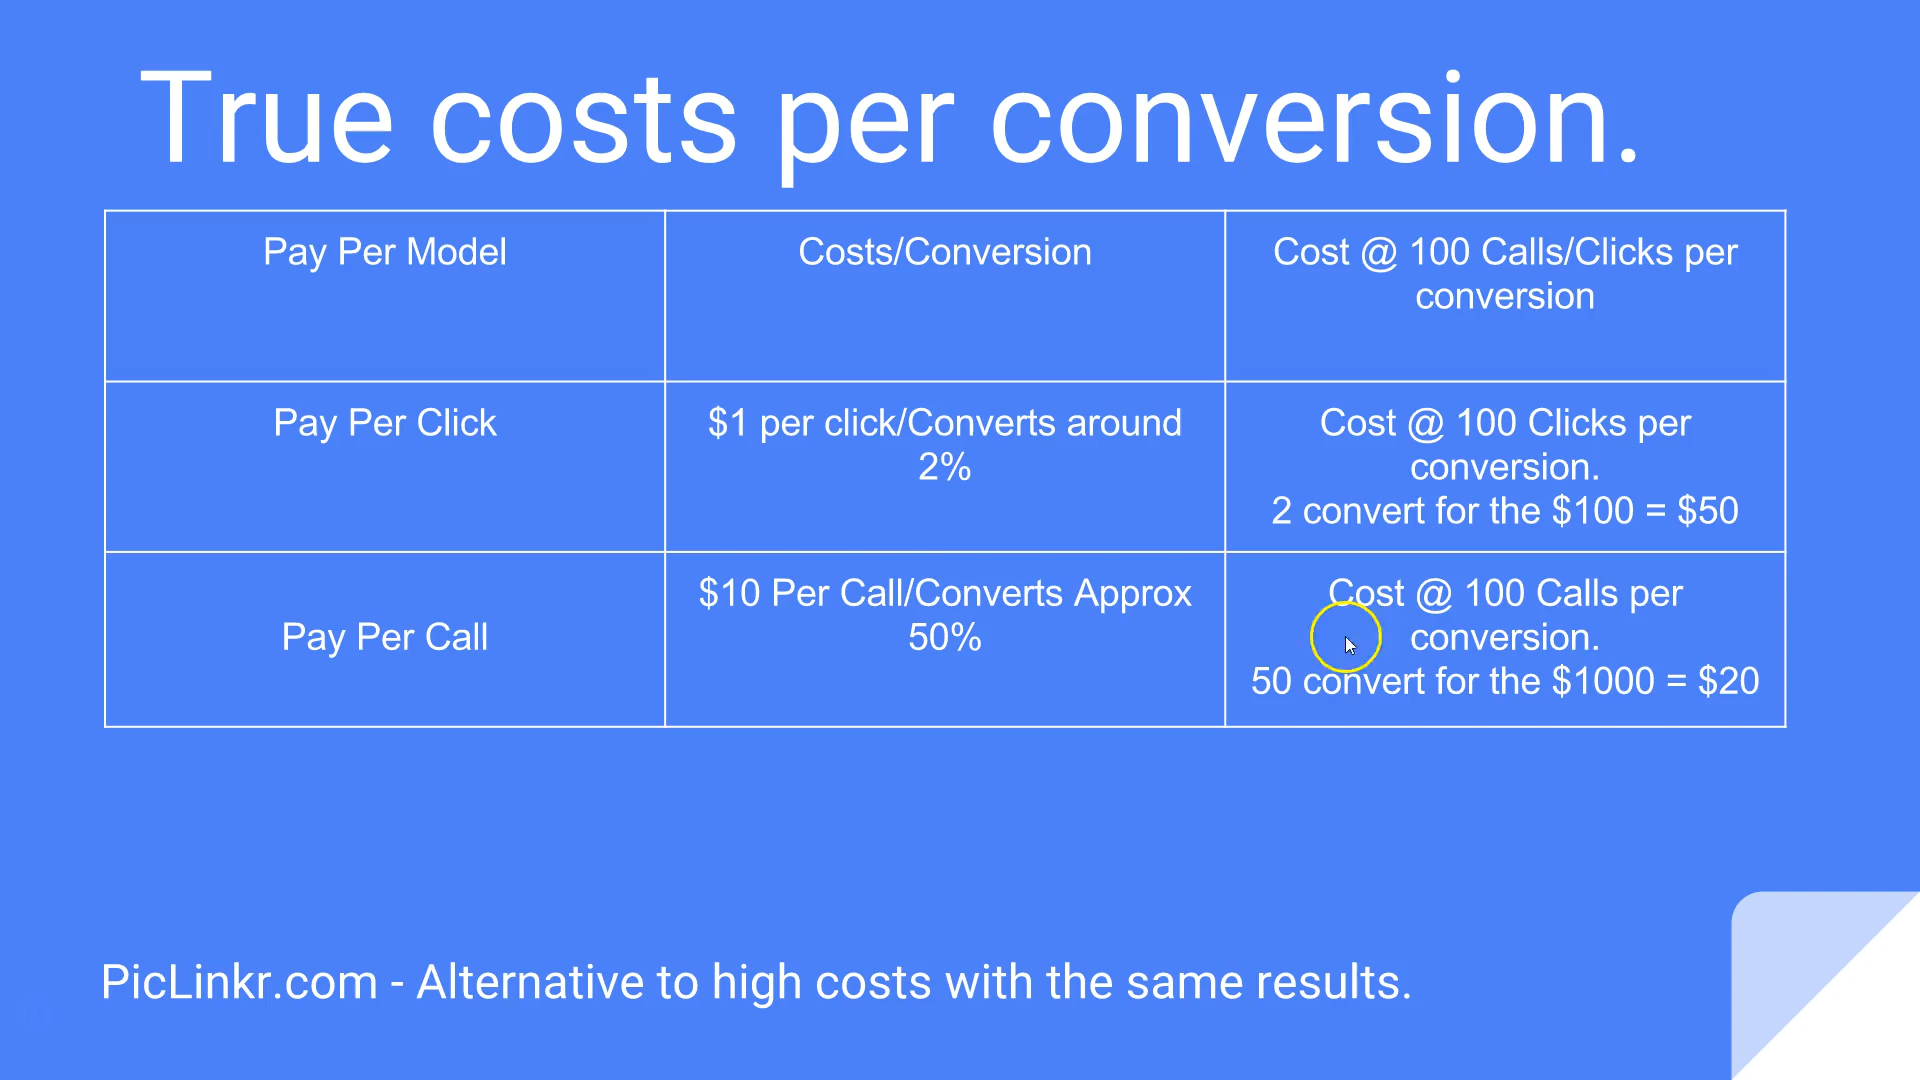 True costs per conversion.
Pay Per Model
Costs/Conversion
Cost @ 100 Calls/Clicks per
conversion
Pay Per Click
$1 per click/Converts around
2%
Cost @ 100 Clicks per
conversion.
2 convert for the $100 = $50
Pay Per Call
$10 Per Call/Converts Approx
50%
Cost @ 100 Calls per
conversion.
50 convert for the $1000 = $20
PicLinkr.com - Alternative to high costs with the same results.